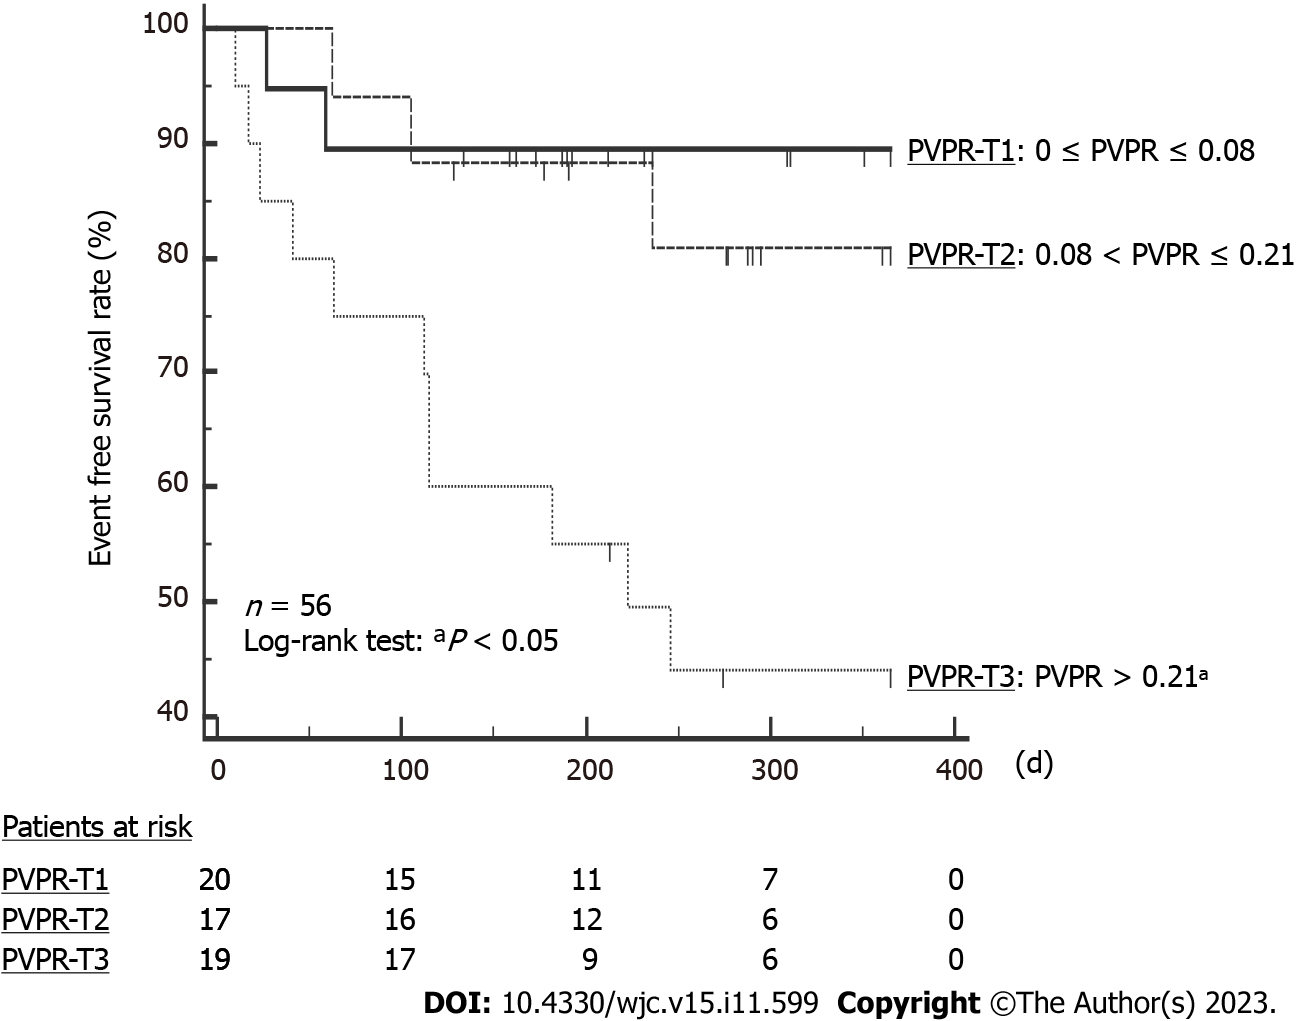 100
90
80
70
60
50
40
Event free survival rate (%)
PVPR-T1: 0 ≤ PVPR ≤ 0.08
PVPR-T2: 0.08 < PVPR ≤ 0.21
n = 56
Log-rank test: ᵃP < 0.05
PVPR-T3: PVPR > 0.21ᵃ
0 100 200 300 400 (d)
Patients at risk
PVPR-T1 20 15 11 7 0
PVPR-T2 17 16 12 6 0
PVPR-T3 19 17 9 6 0
DOI: 10.4330/wjc.v15.i11.599 Copyright ©The Author(s) 2023.